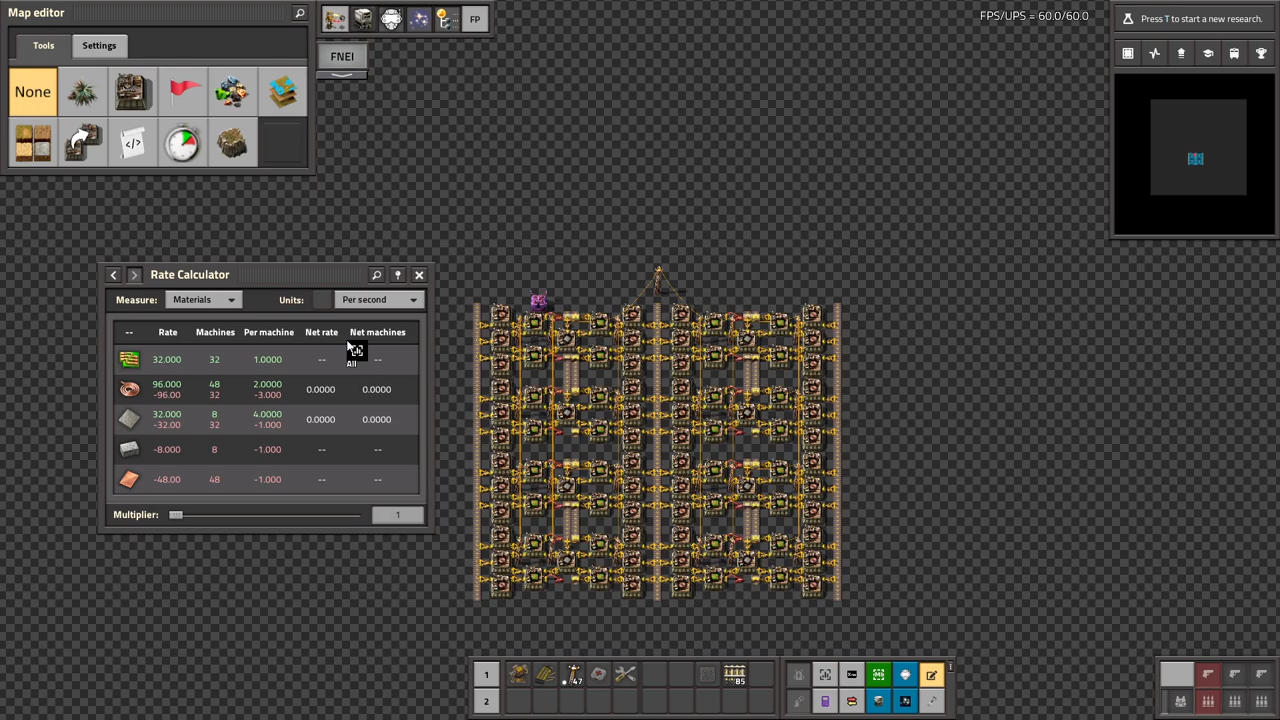 Map editor
FP
FPS/UPS = 60.0/60.0
Press T to start a new research.
Tools
Settings
FNEI
None
</>
Rate Calculator
Measure:
Materials
Units:
Per second
--
Rate
Machines
Per machine
Net rate
Net machines
All
32.000
32
1.0000
--
--
96.000
48
2.0000
-96.00
32
-3.000
0.0000
0.0000
32.000
8
4.0000
-32.00
32
-1.000
0.0000
0.0000
-8.000
8
-1.000
--
--
-48.00
48
-1.000
--
--
Multiplier:
1
1
47
85
2